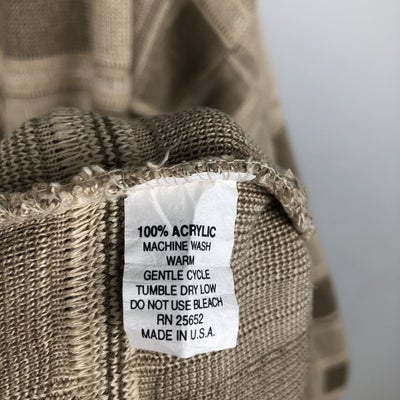 100% ACRYLIC
MACHINE WASH
WARM
GENTLE CYCLE
TUMBLE DRY LOW
DO NOT USE BLEACH
RN 25652
MADE IN U.S.A.